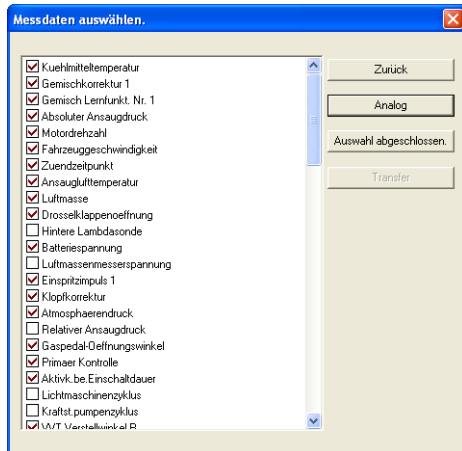 Messdaten auswählen.
Kuehlmitteltemperatur
Gemischkorrektur 1
Gemisch Lernfunkt. Nr. 1
Absoluter Ansaugdruck
Motordrehzahl
Fahrzeuggeschwindigkeit
Zuendzeitpunkt
Ansauglufttemperatur
Luftmasse
Drosselklappenoeffnung
Hintere Lambdasonde
Batteriespannung
Luftmassenmesserspannung
Einspritzimpuls 1
Klopfkorrektur
Atmosphaerendruck
Relativer Ansaugdruck
Gaspedal-Oeffnungswinkel
Primaer Kontrolle
Aktivk.be.Einschaltdauer
Lichtmaschinenzyklus
Kraftst.pumpenzyklus
VVT Verstellwinkel R
Zurück
Analog
Auswahl abgeschlossen.
Transfer